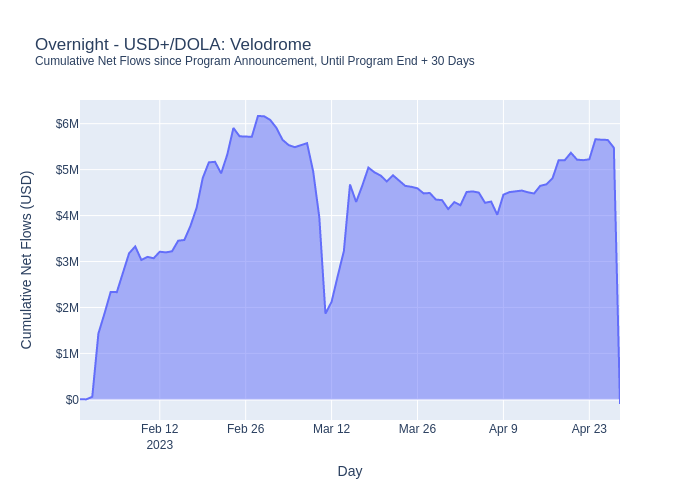 Overnight - USD+/DOLA: Velodrome
Cumulative Net Flows since Program Announcement, Until Program End + 30 Days
Cumulative Net Flows (USD)
$6M
$5M
$4M
$3M
$2M
$1M
$0
Feb 12 Feb 26 Mar 12 Mar 26 Apr 9 Apr 23
2023
Day